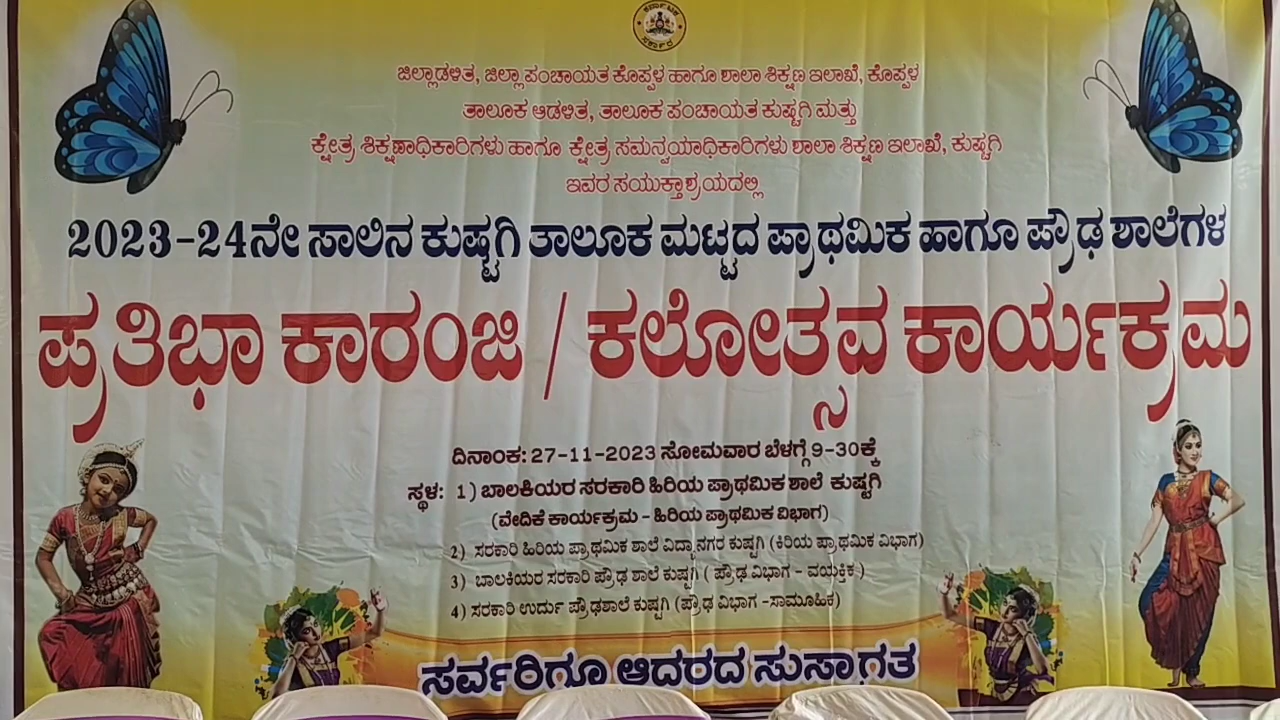 ಕರ್ನಾಟಕ ಸರ್ಕಾರ
ಜಿಲ್ಲಾಡಳಿತ, ಜಿಲ್ಲಾ ಪಂಚಾಯತ ಕೊಪ್ಪಳ ಹಾಗೂ ಶಾಲಾ ಶಿಕ್ಷಣ ಇಲಾಖೆ, ಕೊಪ್ಪಳ
ತಾಲೂಕ ಆಡಳಿತ, ತಾಲೂಕ ಪಂಚಾಯತ ಕುಷ್ಟಗಿ ಮತ್ತು
ಕ್ಷೇತ್ರ ಶಿಕ್ಷಣಾಧಿಕಾರಿಗಳು ಹಾಗೂ ಕ್ಷೇತ್ರ ಸಮನ್ವಯಾಧಿಕಾರಿಗಳು ಶಾಲಾ ಶಿಕ್ಷಣ ಇಲಾಖೆ, ಕುಷ್ಟಗಿ
ಇವರ ಸಯುಕ್ತಾಶ್ರಯದಲ್ಲಿ
2023-24ನೇ ಸಾಲಿನ ಕುಷ್ಟಗಿ ತಾಲೂಕ ಮಟ್ಟದ ಪ್ರಾಥಮಿಕ ಹಾಗೂ ಪ್ರೌಢ ಶಾಲೆಗಳ
ಪ್ರತಿಭಾ ಕಾರಂಜಿ / ಕಲೋತ್ಸವ ಕಾರ್ಯಕ್ರಮ
ದಿನಾಂಕ: 27-11-2023 ಸೋಮವಾರ ಬೆಳಗ್ಗೆ 9-30ಕ್ಕೆ
ಸ್ಥಳ: 1) ಬಾಲಕಿಯರ ಸರಕಾರಿ ಹಿರಿಯ ಪ್ರಾಥಮಿಕ ಶಾಲೆ ಕುಷ್ಟಗಿ
(ವೇದಿಕೆ ಕಾರ್ಯಕ್ರಮ - ಹಿರಿಯ ಪ್ರಾಥಮಿಕ ವಿಭಾಗ)
2) ಸರಕಾರಿ ಹಿರಿಯ ಪ್ರಾಥಮಿಕ ಶಾಲೆ ವಿದ್ಯಾನಗರ ಕುಷ್ಟಗಿ (ಕಿರಿಯ ಪ್ರಾಥಮಿಕ ವಿಭಾಗ)
3) ಬಾಲಕಿಯರ ಸರಕಾರಿ ಪ್ರೌಢ ಶಾಲೆ ಕುಷ್ಟಗಿ ( ಪ್ರೌಢ ವಿಭಾಗ - ವಯಕ್ತಿಕ )
4) ಸರಕಾರಿ ಉರ್ದು ಪ್ರೌಢಶಾಲೆ ಕುಷ್ಟಗಿ (ಪ್ರೌಢ ವಿಭಾಗ -ಸಾಮೂಹಿಕ)
ಸರ್ವರಿಗೂ ಆದರದ ಸುಸ್ವಾಗತ